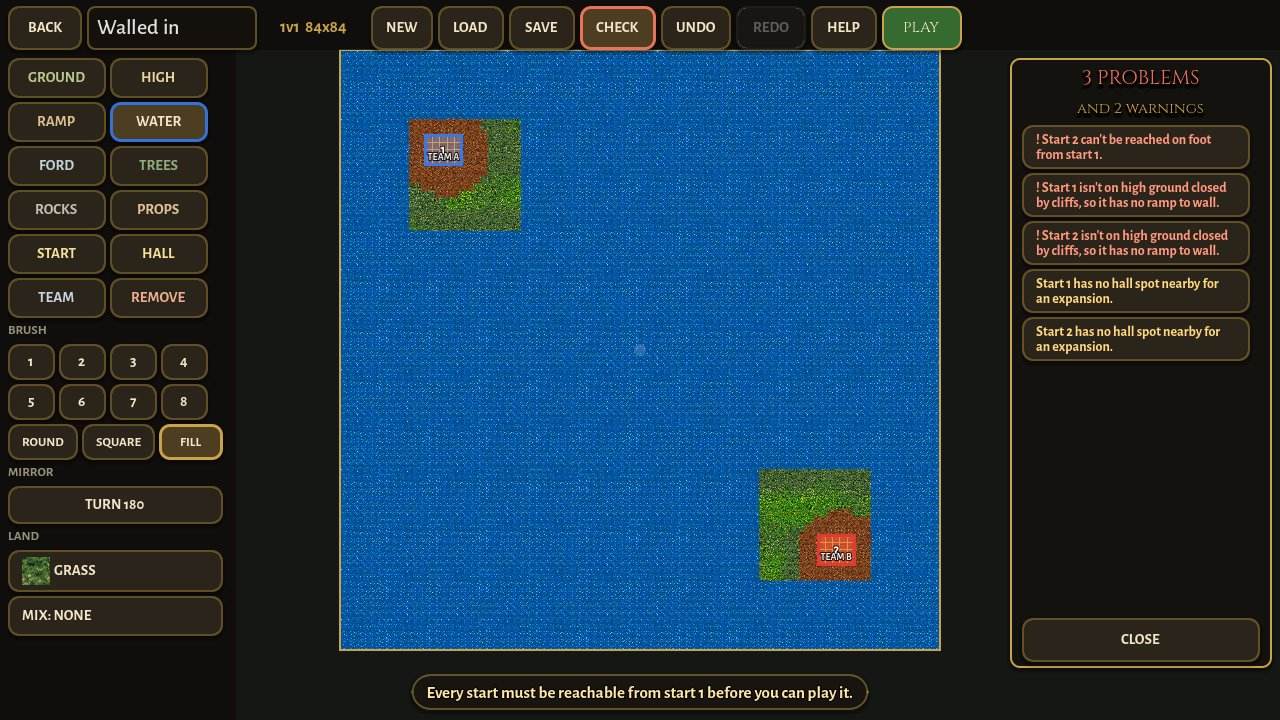 BACK
Walled in
1v1 84x84
NEW
LOAD
SAVE
CHECK
UNDO
REDO
HELP
PLAY
GROUND
HIGH
RAMP
WATER
FORD
TREES
ROCKS
PROPS
START
HALL
TEAM
REMOVE
BRUSH
1
2
3
4
5
6
7
8
ROUND
SQUARE
FILL
MIRROR
TURN 180
LAND
GRASS
MIX: NONE
1
TEAM A
2
TEAM B
3 PROBLEMS
AND 2 WARNINGS
! Start 2 can't be reached on foot
from start 1.
! Start 1 isn't on high ground closed
by cliffs, so it has no ramp to wall.
! Start 2 isn't on high ground closed
by cliffs, so it has no ramp to wall.
Start 1 has no hall spot nearby for
an expansion.
Start 2 has no hall spot nearby for
an expansion.
CLOSE
Every start must be reachable from start 1 before you can play it.